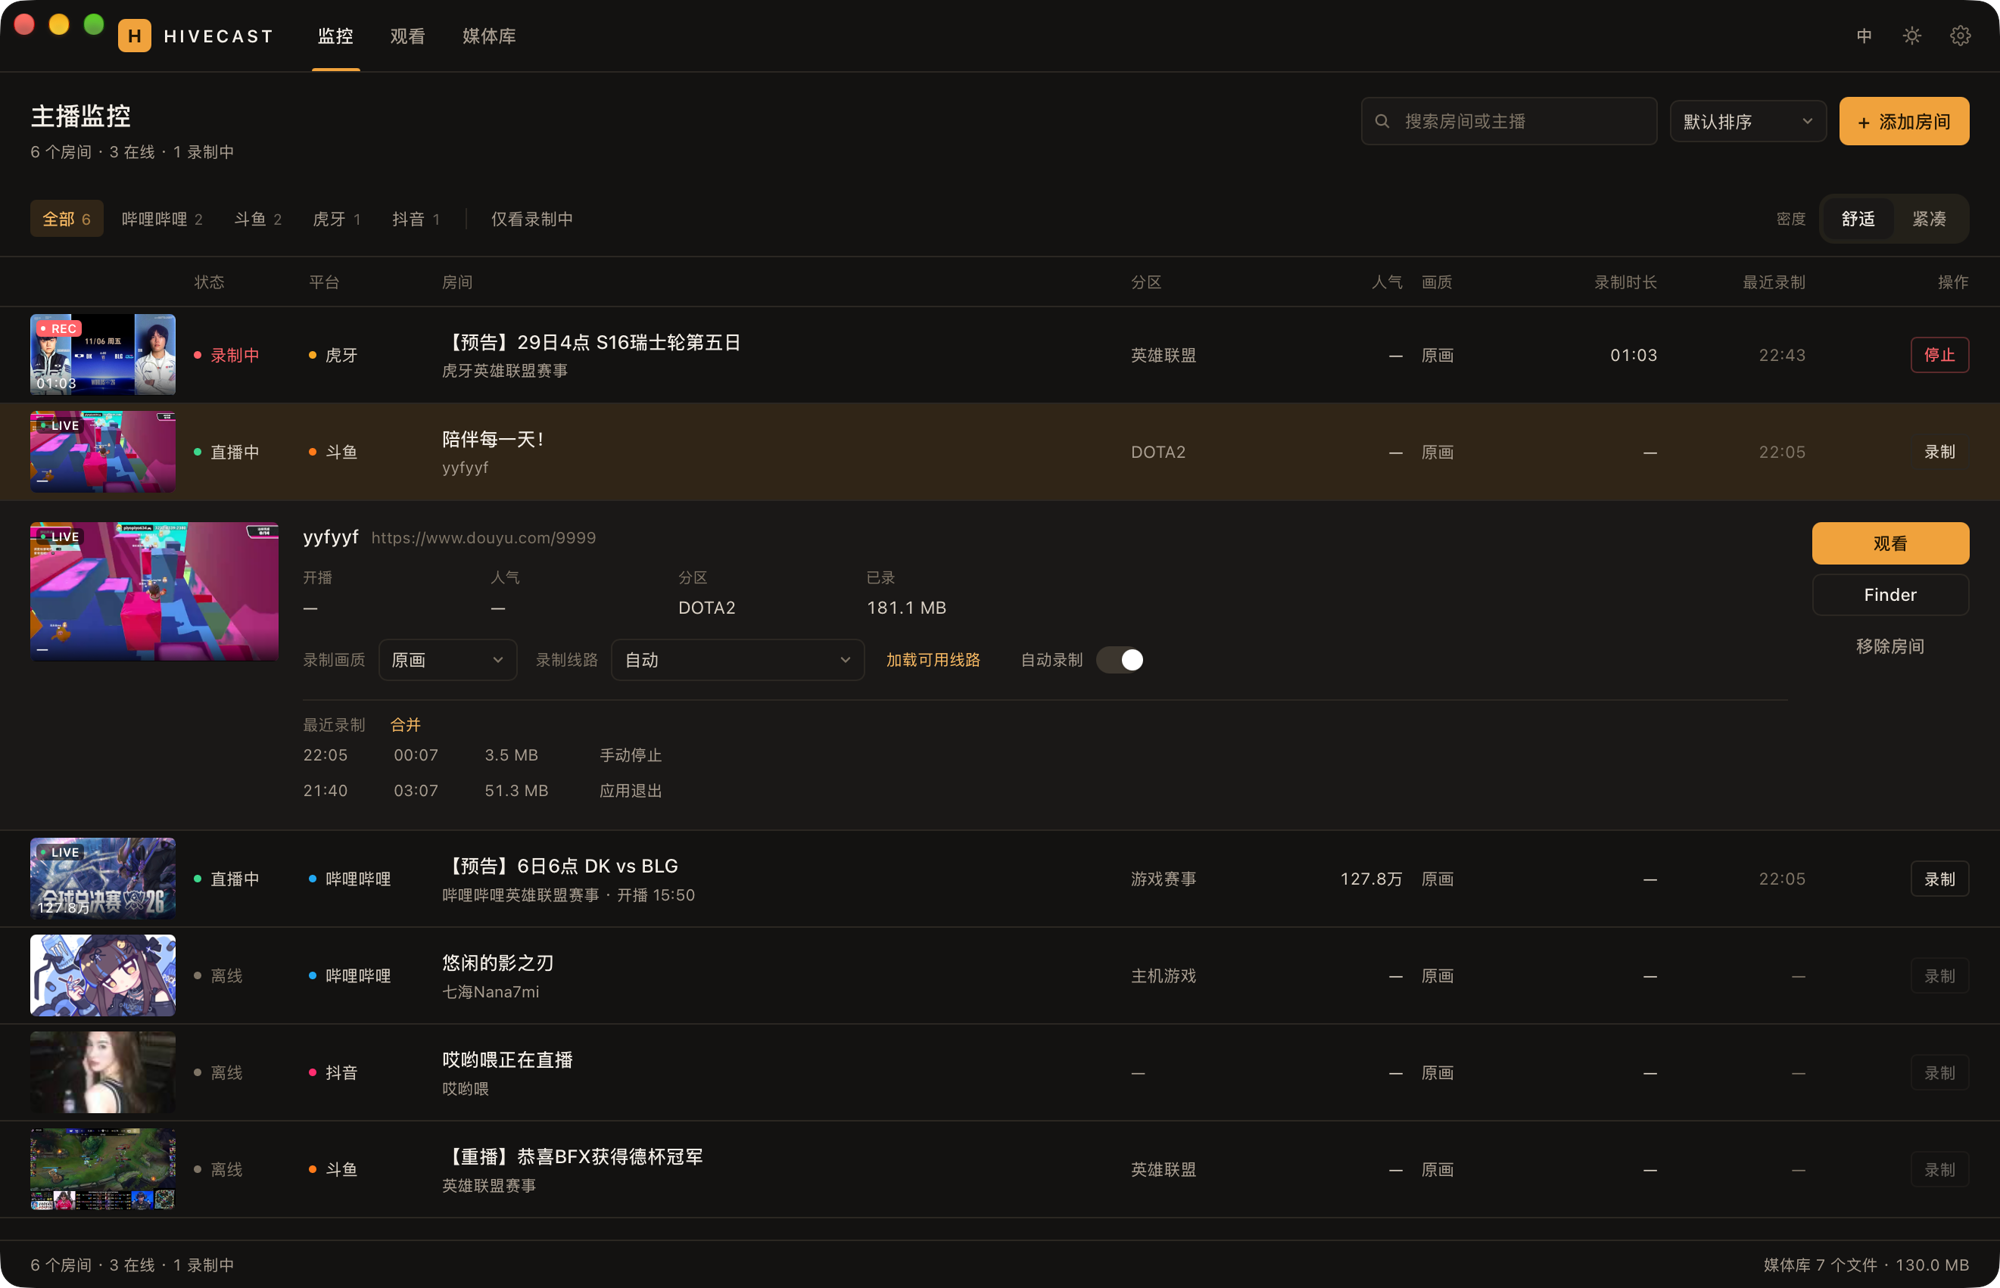 H HIVECAST 监控 观看 媒体库 中
主播监控
6 个房间 · 3 在线 · 1 录制中
搜索房间或主播 默认排序 + 添加房间
全部 6 哔哩哔哩 2 斗鱼 2 虎牙 1 抖音 1 仅看录制中 密度 舒适 紧凑
状态 平台 房间 分区 人气 画质 录制时长 最近录制 操作
REC
11/06 周五
DK BLG
01:03
录制中 虎牙 【预告】29日4点 S16瑞士轮第五日 英雄联盟 — 原画 01:03 22:43 停止
虎牙英雄联盟赛事
LIVE
—
直播中 斗鱼 陪伴每一天! DOTA2 — 原画 — 22:05 录制
yyfyyf
LIVE
—
yyfyyf https://www.douyu.com/9999 观看
开播 人气 分区 已录
— — DOTA2 181.1 MB
Finder
录制画质 原画 录制线路 自动 加载可用线路 自动录制
移除房间
最近录制 合并
22:05 00:07 3.5 MB 手动停止
21:40 03:07 51.3 MB 应用退出
LIVE
全球总决赛 26
127.8万
直播中 哔哩哔哩 【预告】6日6点 DK vs BLG 游戏赛事 127.8万 原画 — 22:05 录制
哔哩哔哩英雄联盟赛事 · 开播 15:50
离线 哔哩哔哩 悠闲的影之刃 主机游戏 — 原画 — — 录制
七海Nana7mi
离线 抖音 哎哟喂正在直播 — — 原画 — — 录制
哎哟喂
离线 斗鱼 【重播】恭喜BFX获得德杯冠军 英雄联盟 — 原画 — — 录制
英雄联盟赛事
6 个房间 · 3 在线 · 1 录制中 媒体库 7 个文件 · 130.0 MB